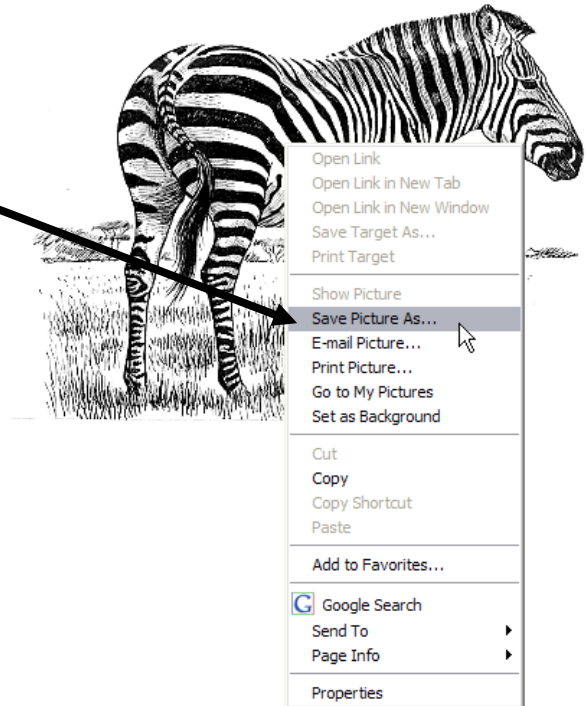 Open Link
Open Link in New Tab
Open Link in New Window
Save Target As...
Print Target
Show Picture
Save Picture As...
E-mail Picture...
Print Picture...
Go to My Pictures
Set as Background
Cut
Copy
Copy Shortcut
Paste
Add to Favorites...
G Google Search
Send To
Page Info
Properties